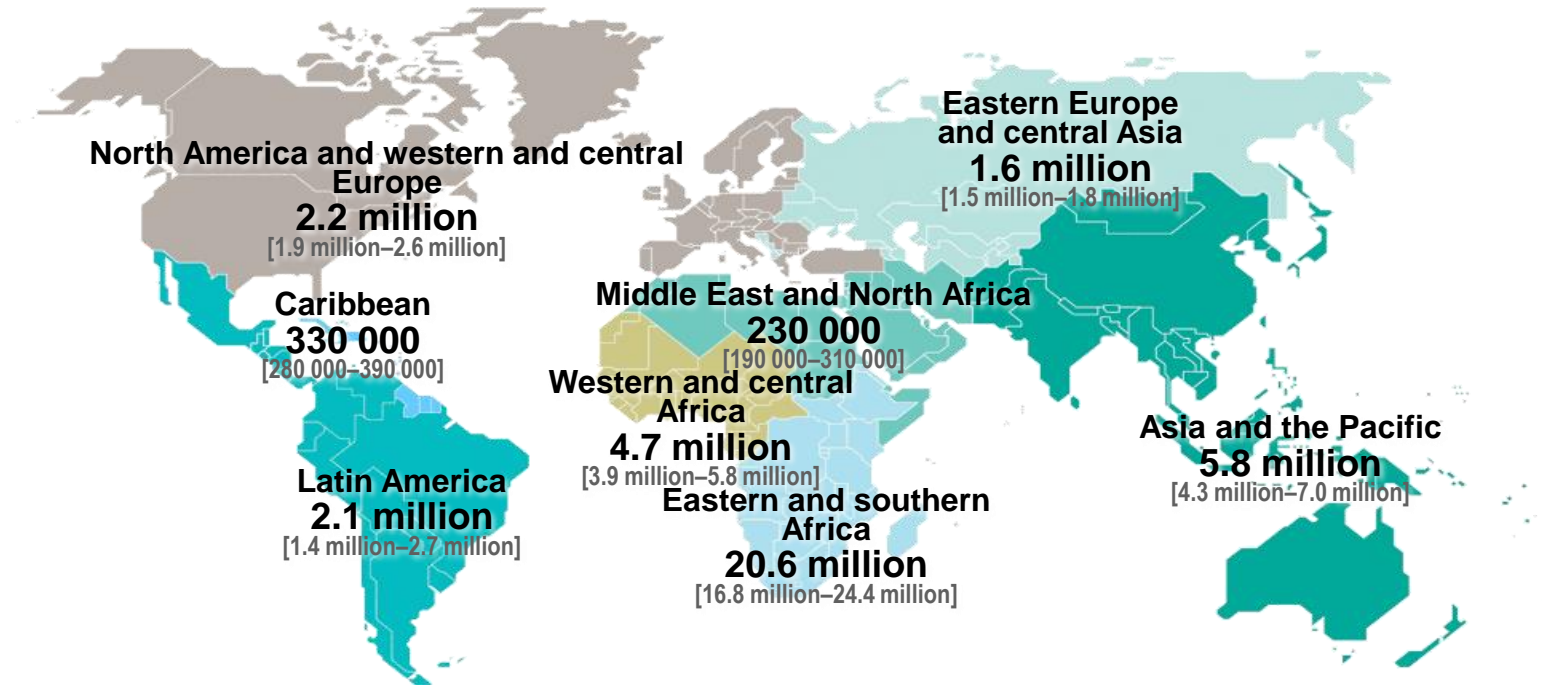 Eastern Europe
and central Asia
1.6 million
[1.5 million–1.8 million]
North America and western and central
Europe
2.2 million
[1.9 million–2.6 million]
Caribbean
330 000
[280 000–390 000]
Middle East and North Africa
230 000
[190 000–310 000]
Western and central
Africa
4.7 million
[3.9 million–5.8 million]
Asia and the Pacific
5.8 million
[4.3 million–7.0 million]
Latin America
2.1 million
[1.4 million–2.7 million]
Eastern and southern
Africa
20.6 million
[16.8 million–24.4 million]